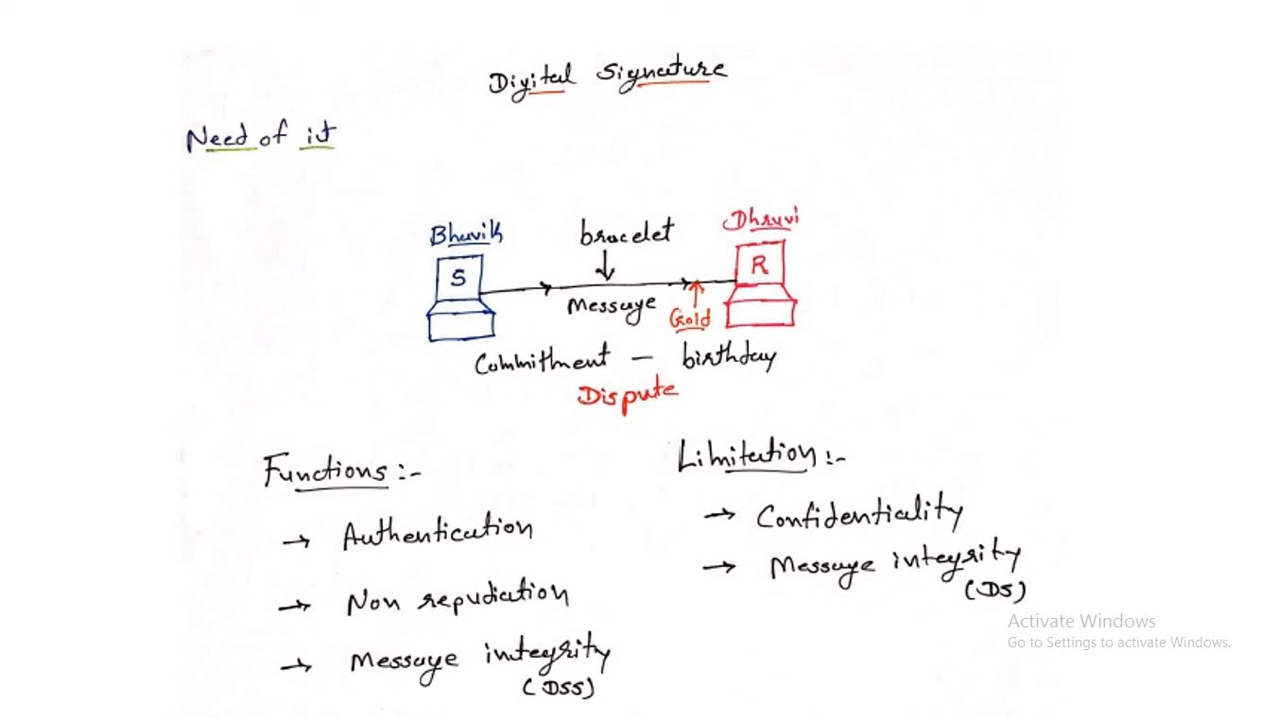 Digital Signature
Need of it
Bhavik
bracelet
Dhruvi
S
R
Message
Gold
Commitment - birthday
Dispute
Functions :-
→ Authentication
→ Non repudiation
→ Message integrity
(DSS)
Limitation :-
→ Confidentiality
→ Message integrity
(DS)
Activate Windows
Go to Settings to activate Windows.